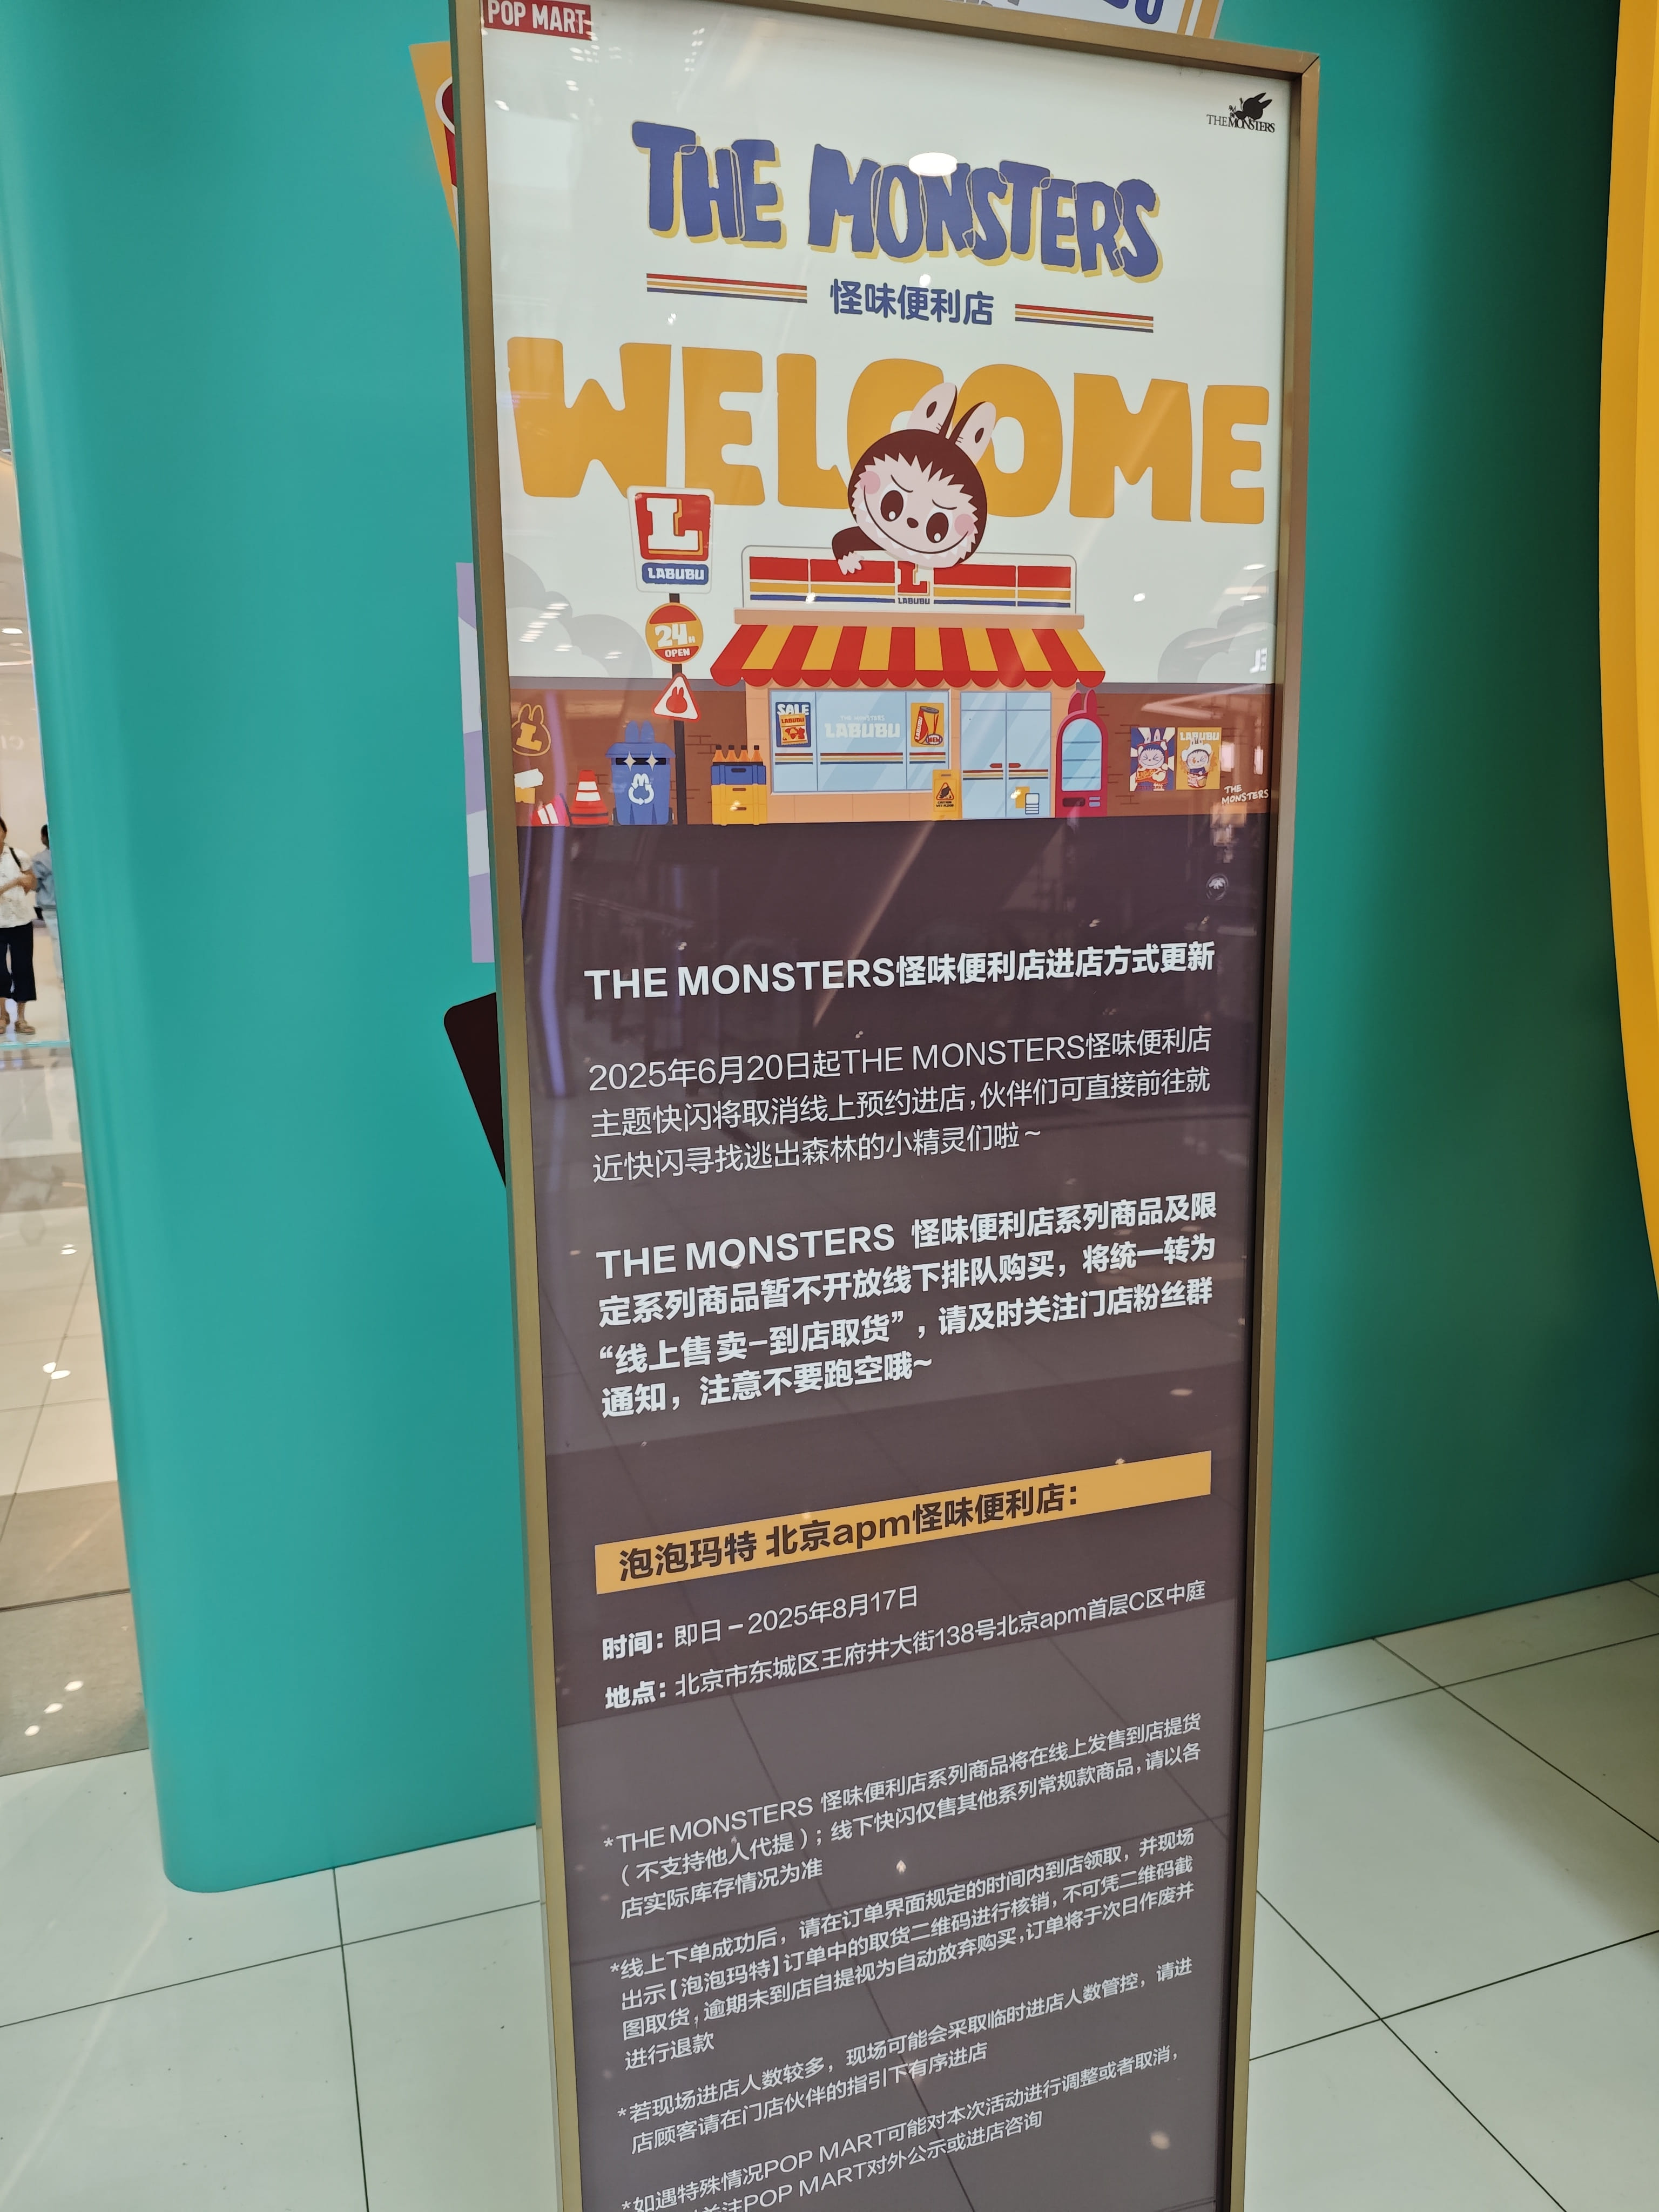 POP MART
THE MONSTERS
THE MONSTERS
怪味便利店
WELCOME
L
LABUBU
L
LABUBU
24H
OPEN
SALE
LABUBU
LABUBU
L
LABUBU
THE
MONSTERS
THE MONSTERS怪味便利店进店方式更新
2025年6月20日起THE MONSTERS怪味便利店
主题快闪将取消线上预约进店,伙伴们可直接前往就
近快闪寻找逃出森林的小精灵们啦~
THE MONSTERS 怪味便利店系列商品及限
定系列商品暂不开放线下排队购买，将统一转为
“线上售卖-到店取货”，请及时关注门店粉丝群
通知，注意不要跑空哦~
泡泡玛特 北京apm怪味便利店：
时间：即日－2025年8月17日
地点：北京市东城区王府井大街138号北京apm首层C区中庭
*THE MONSTERS 怪味便利店系列商品将在线上发售到店提货
（不支持他人代提）；线下快闪仅售其他系列常规款商品,请以各
店实际库存情况为准
*线上下单成功后，请在订单界面规定的时间内到店领取，并现场
出示【泡泡玛特】订单中的取货二维码进行核销，不可凭二维码截
图取货，逾期未到店自提视为自动放弃购买,订单将于次日作废并
进行退款
*若现场进店人数较多，现场可能会采取临时进店人数管控，请进
店顾客请在门店伙伴的指引下有序进店
*如遇特殊情况POP MART可能对本次活动进行调整或者取消，
关注POP MART对外公示或进店咨询